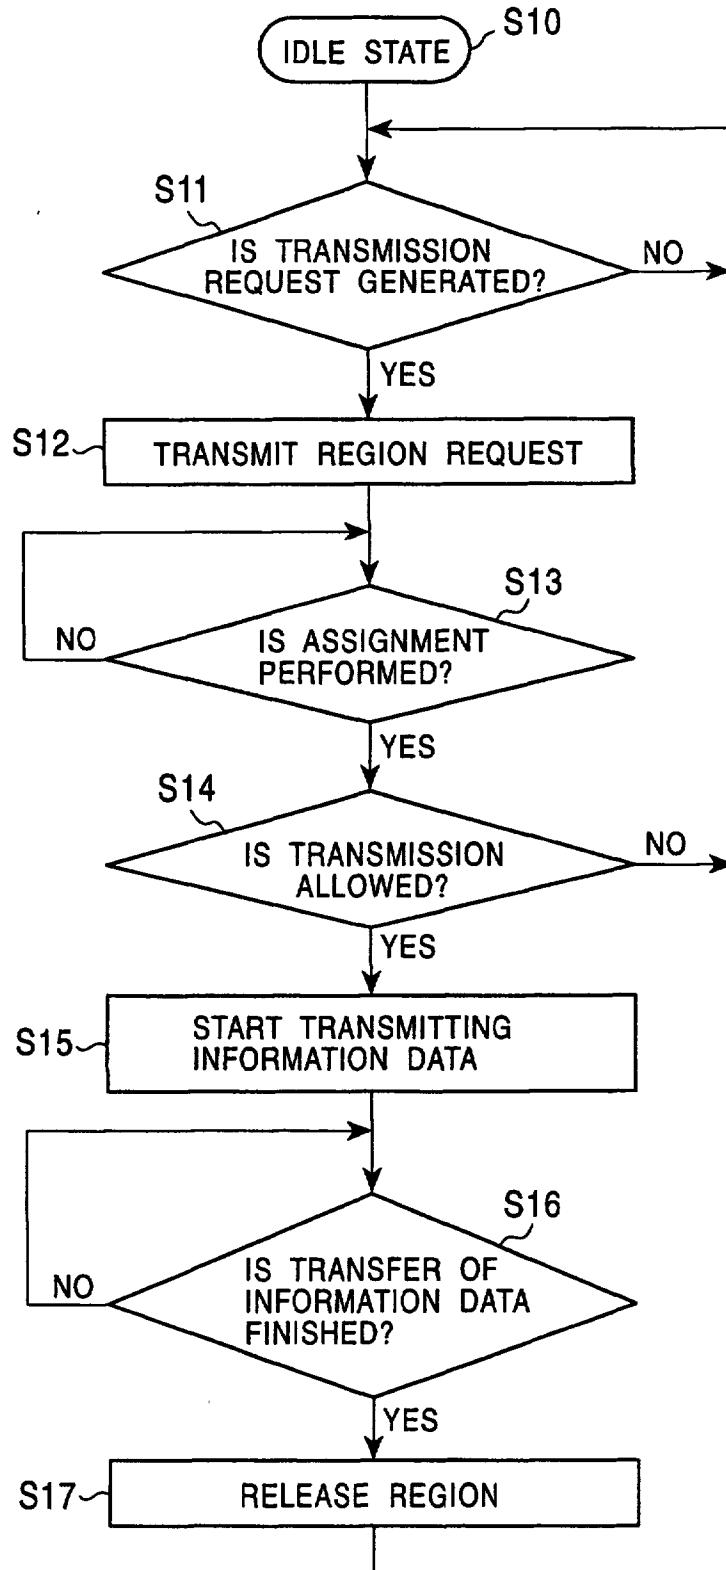 IDLE STATE
S10
S11
IS TRANSMISSION
REQUEST GENERATED?
NO
YES
S12
TRANSMIT REGION REQUEST
S13
IS ASSIGNMENT
PERFORMED?
NO
YES
S14
IS TRANSMISSION
ALLOWED?
NO
YES
S15
START TRANSMITTING
INFORMATION DATA
S16
IS TRANSFER OF
INFORMATION DATA
FINISHED?
NO
YES
S17
RELEASE REGION